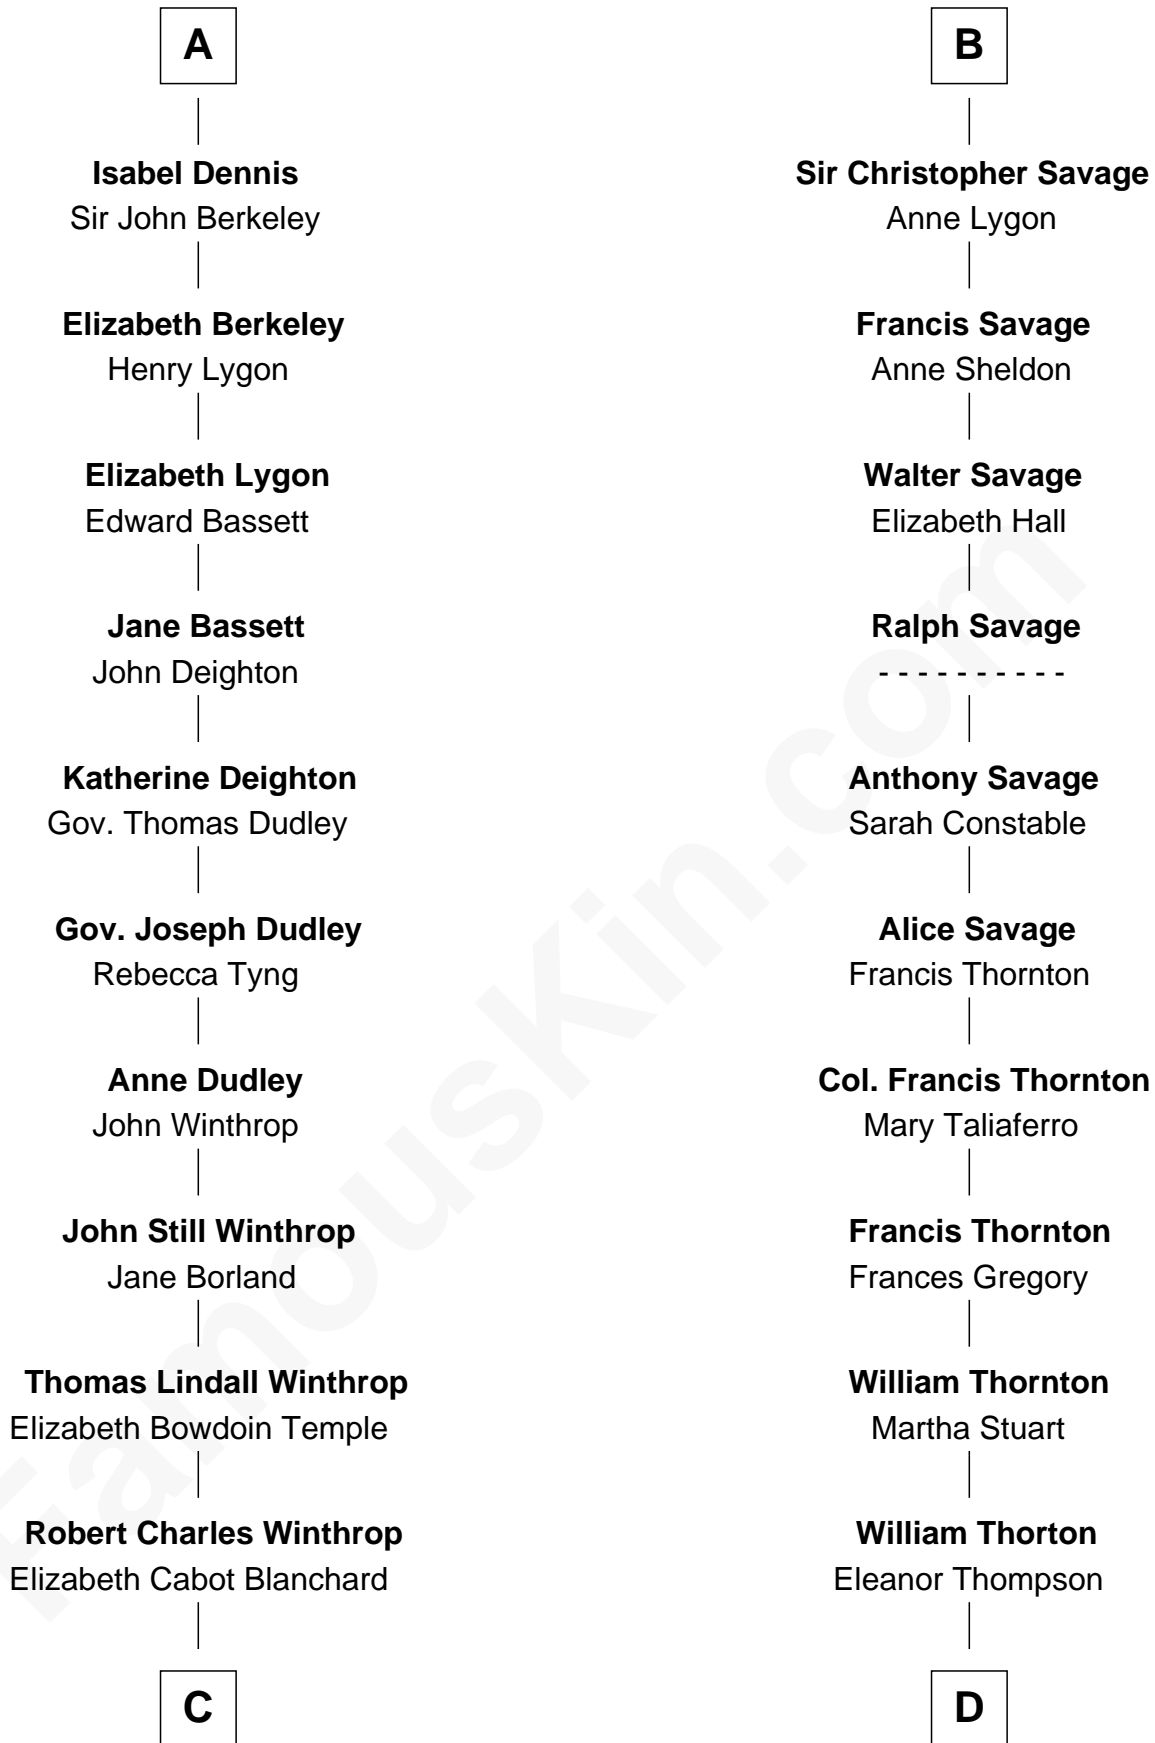 A
Isabel Dennis
Sir John Berkeley
Elizabeth Berkeley
Henry Lygon
Elizabeth Lygon
Edward Bassett
Jane Bassett
John Deighton
Katherine Deighton
Gov. Thomas Dudley
Gov. Joseph Dudley
Rebecca Tyng
Anne Dudley
John Winthrop
John Still Winthrop
Jane Borland
Thomas Lindall Winthrop
Elizabeth Bowdoin Temple
Robert Charles Winthrop
Elizabeth Cabot Blanchard
C
B
Sir Christopher Savage
Anne Lygon
Francis Savage
Anne Sheldon
Walter Savage
Elizabeth Hall
Ralph Savage
- - - - - - - - - -
Anthony Savage
Sarah Constable
Alice Savage
Francis Thornton
Col. Francis Thornton
Mary Taliaferro
Francis Thornton
Frances Gregory
William Thornton
Martha Stuart
William Thorton
Eleanor Thompson
D
FamousKin.com